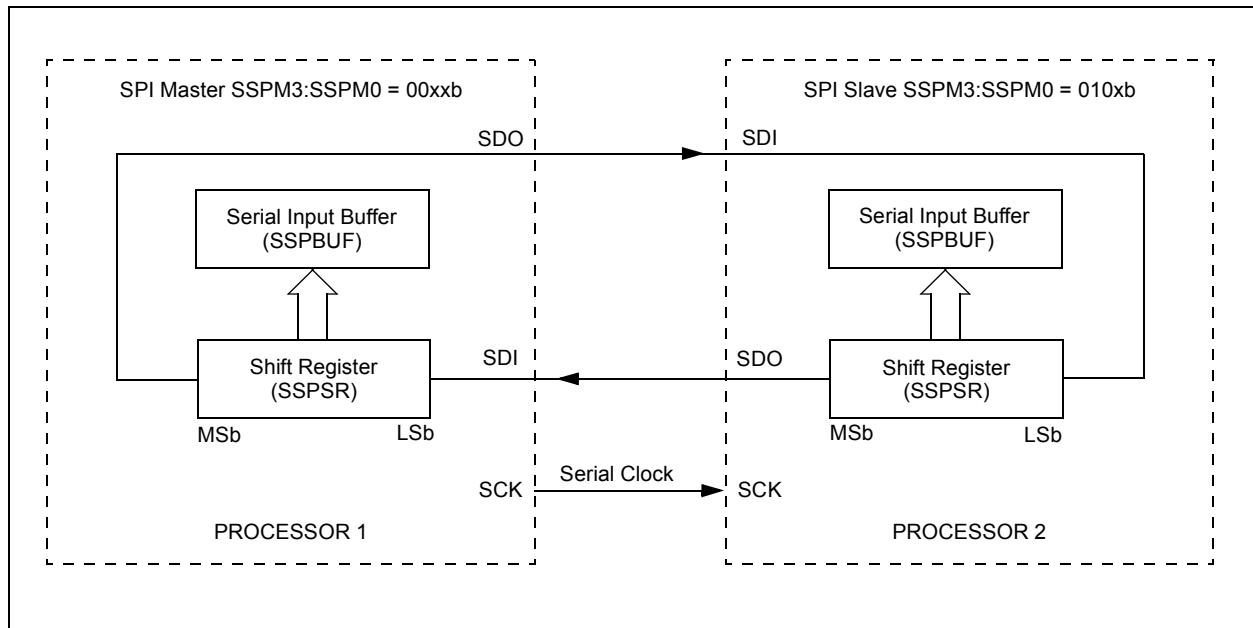 SPI Master SSPM3:SSPM0 = 00xxb
SPI Slave SSPM3:SSPM0 = 010xb
SDO
SDI
Serial Input Buffer
(SSPBUF)
Serial Input Buffer
(SSPBUF)
Shift Register
(SSPSR)
SDI
SDO
Shift Register
(SSPSR)
MSb
LSb
MSb
LSb
SCK
Serial Clock
SCK
PROCESSOR 1
PROCESSOR 2